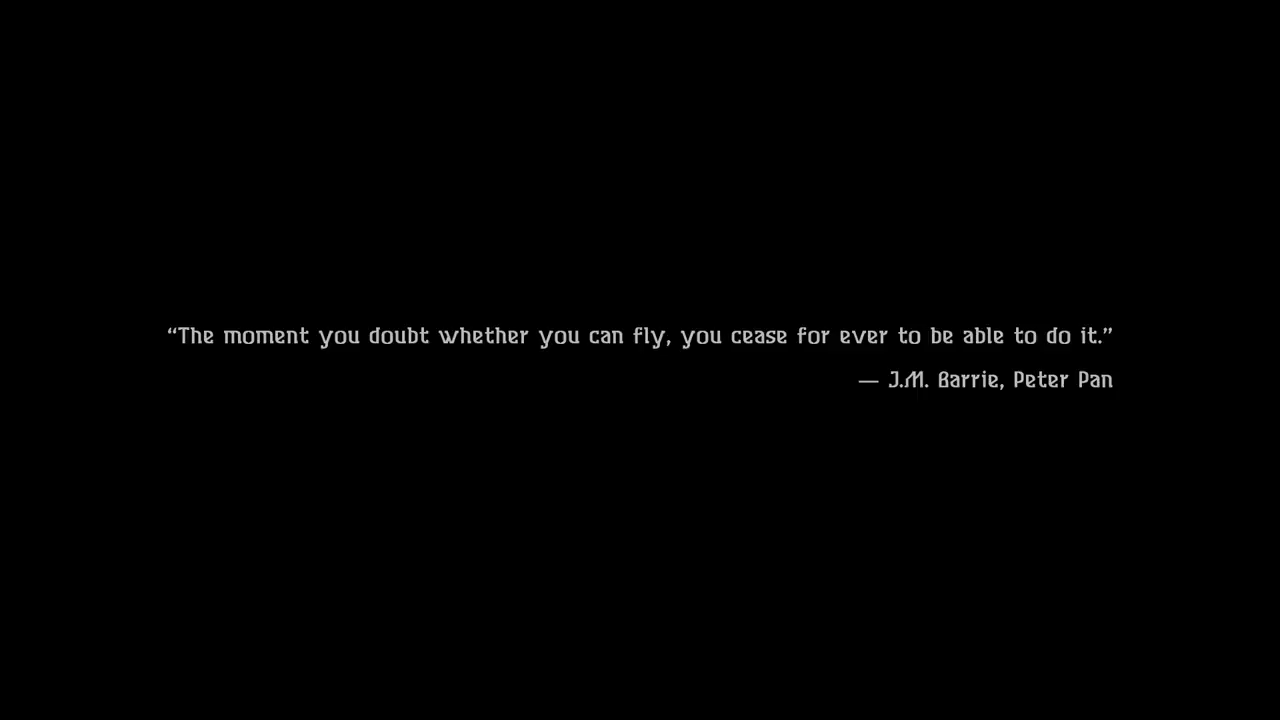 “The moment you doubt whether you can fly, you cease for ever to be able to do it.”
— J.M. Barrie, Peter Pan